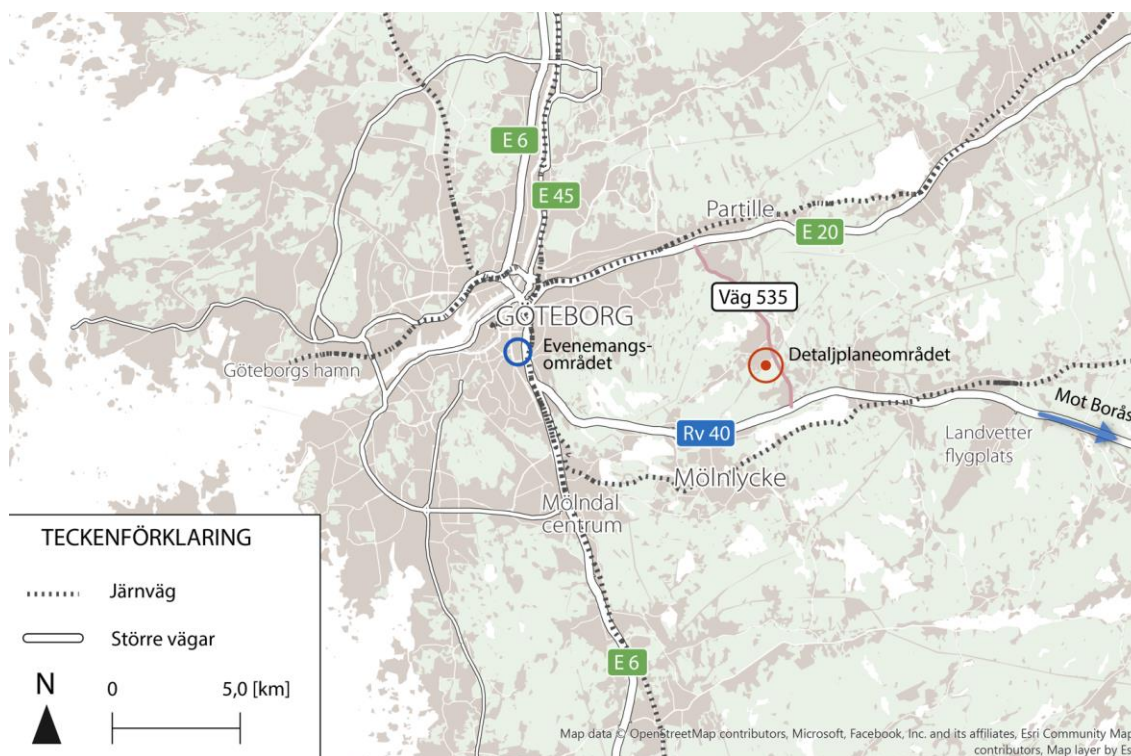 E 6
E 45
Partille
E 20
Väg 535
GÖTEBORG
Evenemangs-
området
Detaljplaneområdet
Göteborgs hamn
Mot Borås
Rv 40
Landvetter
flygplats
Mölnlycke
Mölndal
centrum
TECKENFÖRKLARING
Järnväg
Större vägar
N
0 5,0 [km]
E 6
Map data © OpenStreetMap contributors, Microsoft, Facebook, Inc. and its affiliates, Esri Community Map
contributors, Map layer by Es